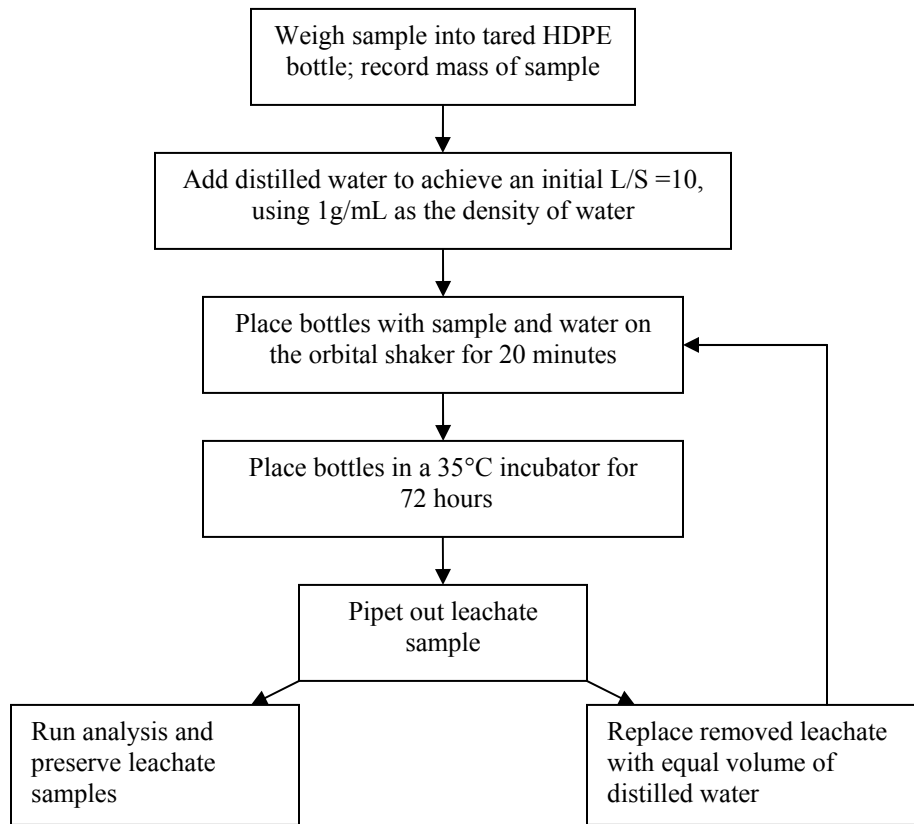 Weigh sample into tared HDPE
bottle; record mass of sample
Add distilled water to achieve an initial L/S =10,
using 1g/mL as the density of water
Place bottles with sample and water on
the orbital shaker for 20 minutes
Place bottles in a 35°C incubator for
72 hours
Pipet out leachate
sample
Run analysis and
preserve leachate
samples
Replace removed leachate
with equal volume of
distilled water